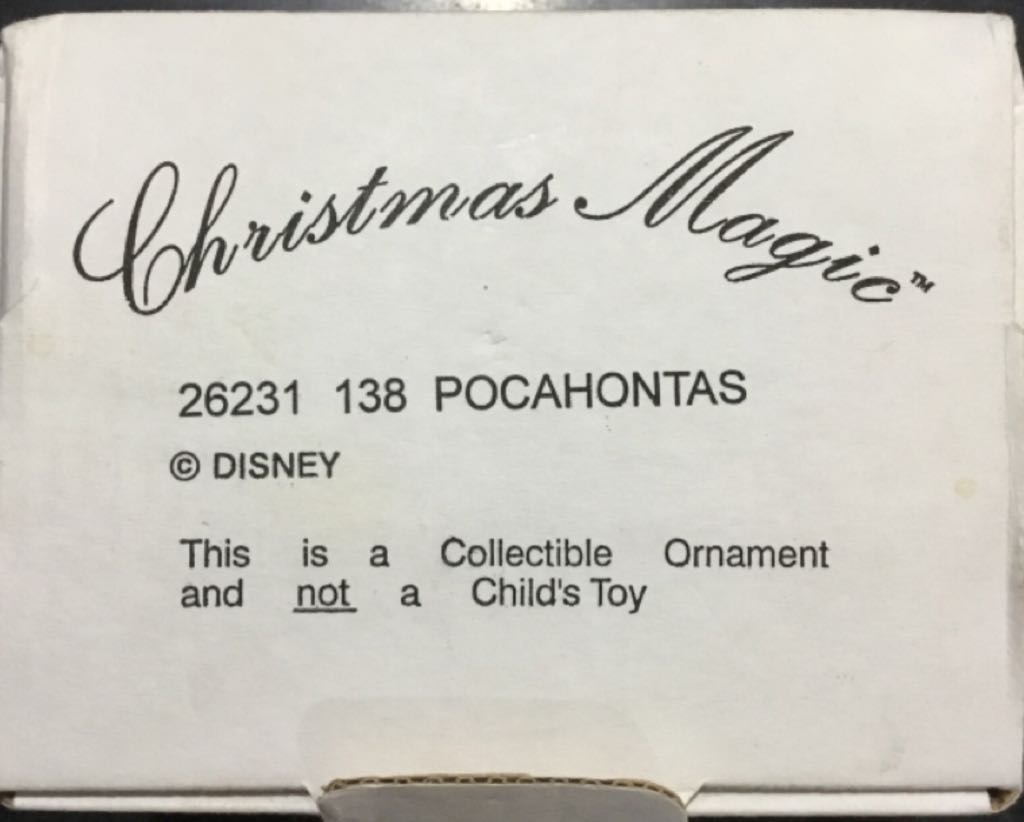 Christmas Magic™
26231 138 POCAHONTAS
© DISNEY
This is a Collectible Ornament
and not a Child's Toy